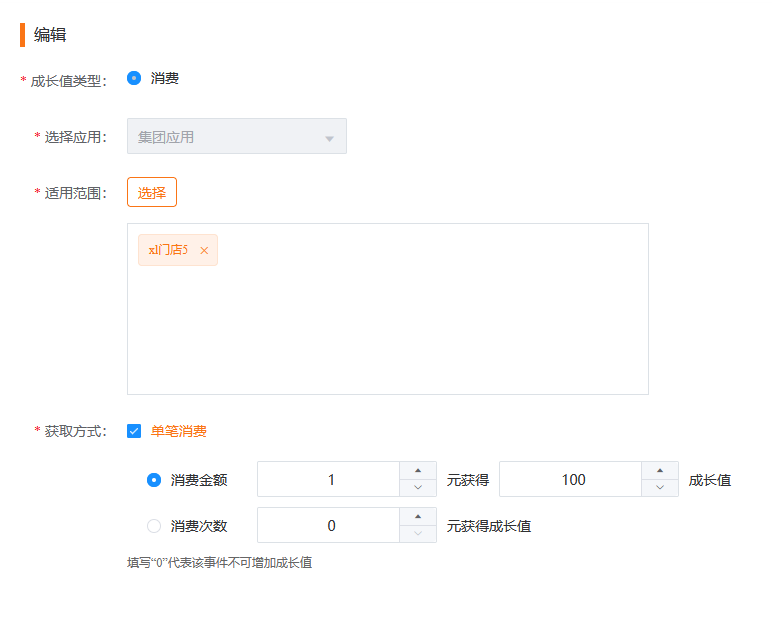 编辑
* 成长值类型： 消费
* 选择应用： 集团应用
* 适用范围： 选择
xl门店5 ×
* 获取方式： 单笔消费
消费金额 1 元获得 100 成长值
消费次数 0 元获得成长值
填写“0”代表该事件不可增加成长值